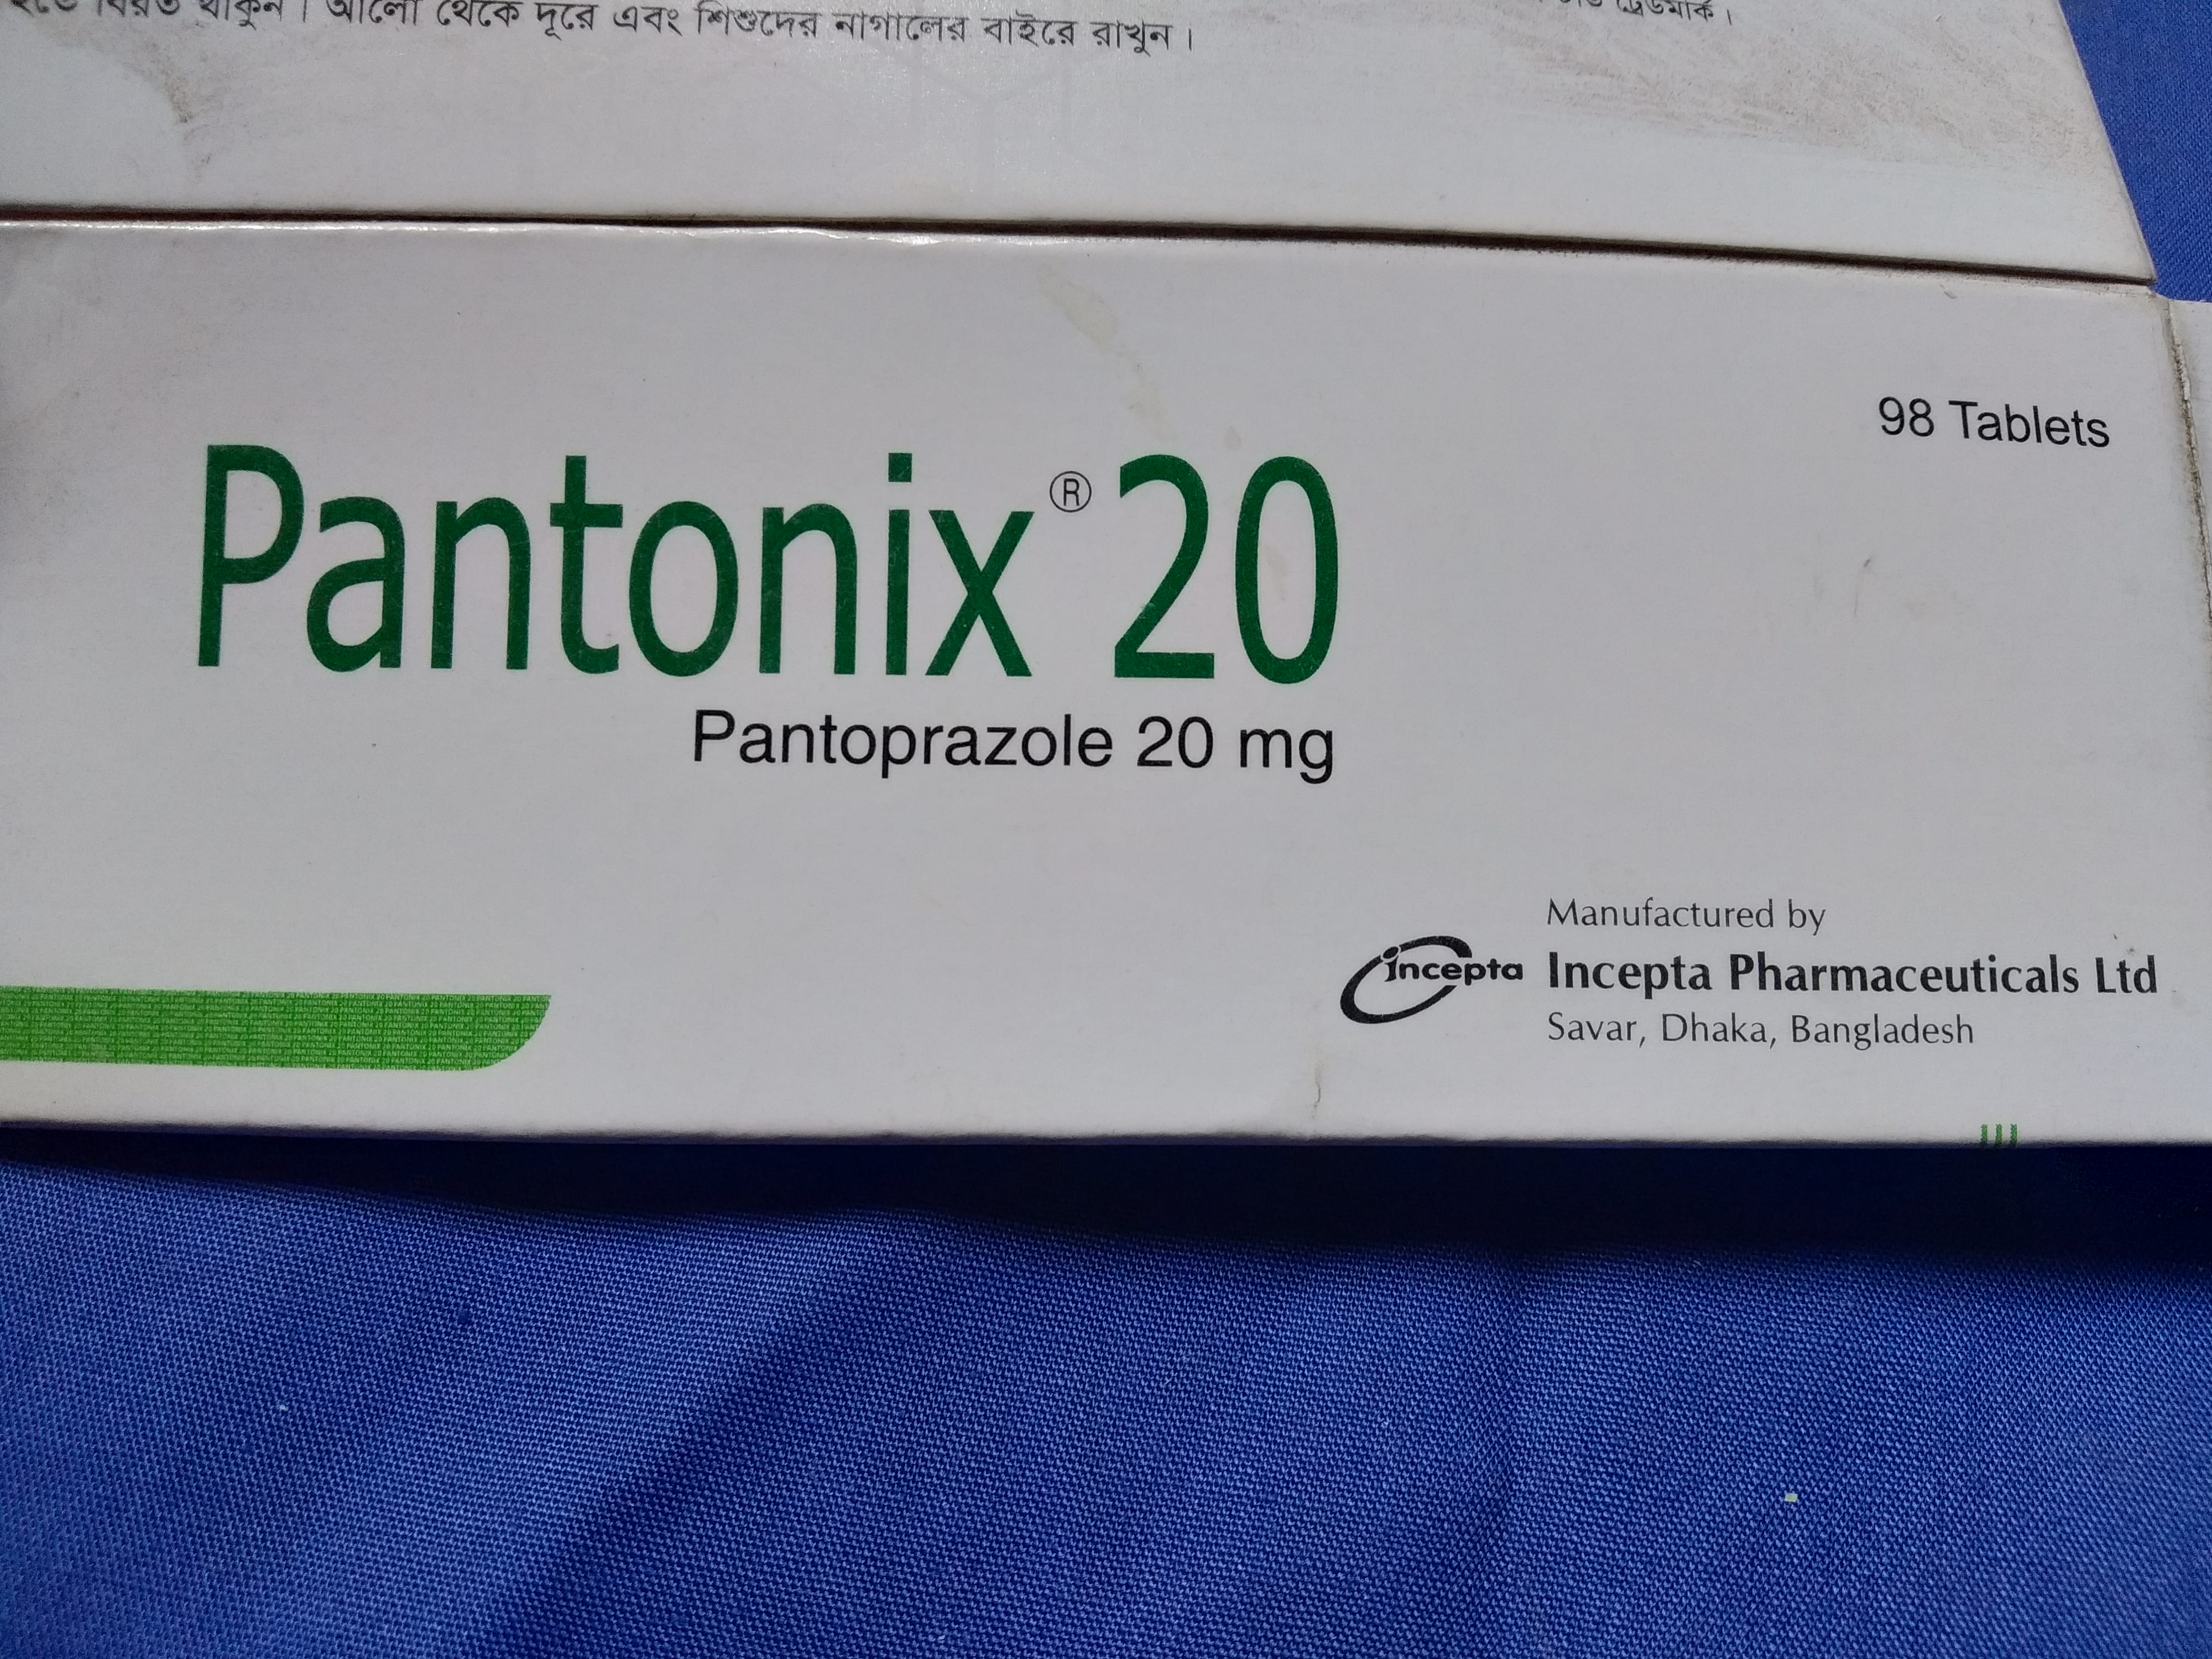 থাকুন। আলো থেকে দূরে এবং শিশুদের নাগালের বাইরে রাখুন।
ট্রেডমার্ক।
98 Tablets
Pantonix® 20
Pantoprazole 20 mg
Manufactured by
incepta Incepta Pharmaceuticals Ltd
Savar, Dhaka, Bangladesh